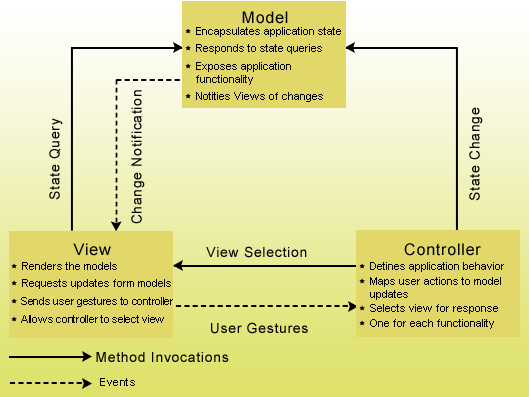 Model
★ Encapsulates application state
★ Responds to state queries
★ Exposes application
functionality
★ Notities Views of changes
State Query
Change Notification
State Change
View
★ Renders the models
★ Requests updates form models
★ Sends user gestures to controller
★ Allows controller to select view
View Selection
User Gestures
Controller
★ Defines application behavior
★ Maps user actions to model
updates
★ Selects view for response
★ One for each functionality
Method Invocations
Events